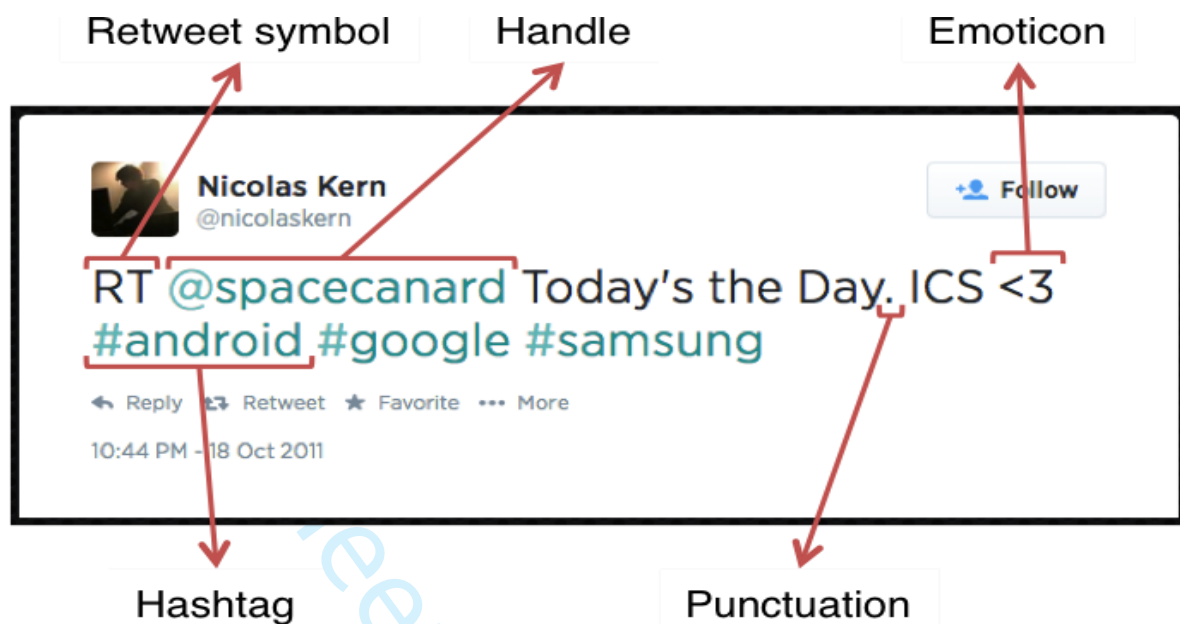 Retweet symbol Handle Emoticon
Nicolas Kern
@nicolaskern
Follow
RT @spacecanard Today's the Day. ICS <3
#android #google #samsung
Reply Retweet Favorite ••• More
10:44 PM - 18 Oct 2011
Hashtag Punctuation